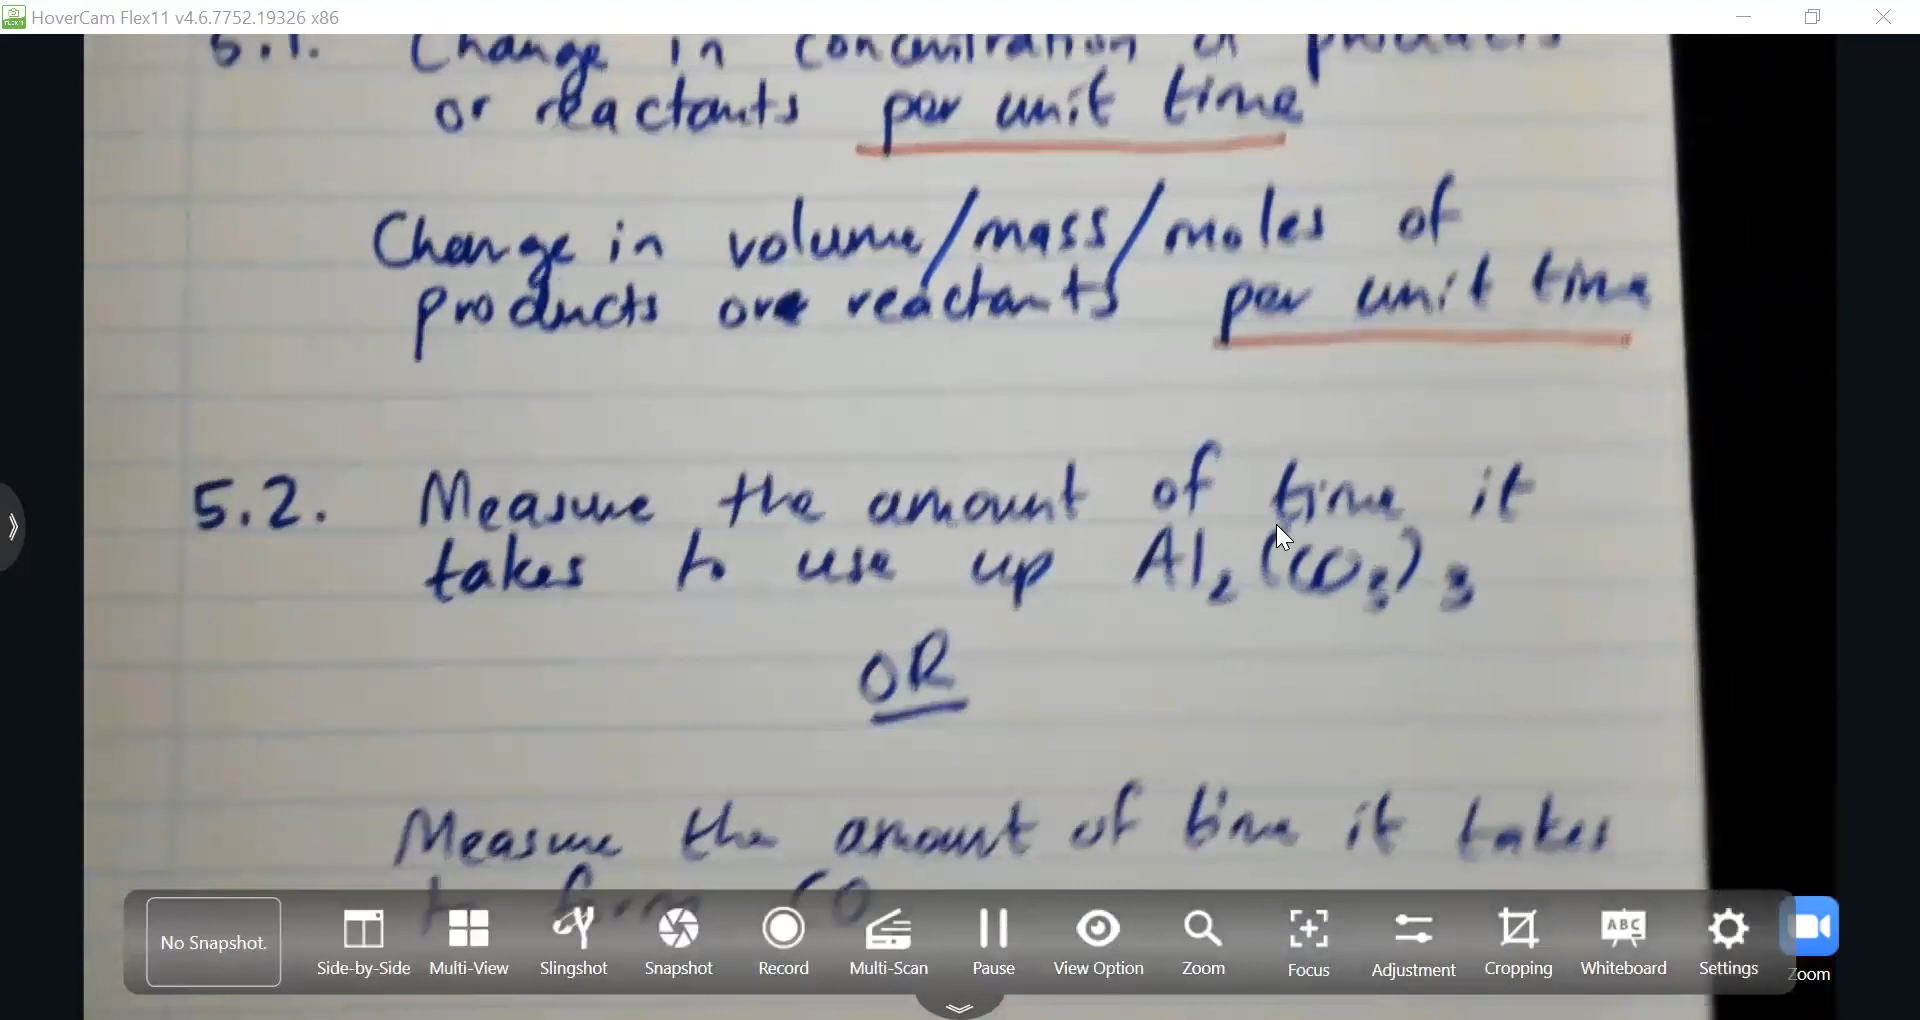 HoverCam Flex11 v4.6.7752.19326 x86
5.1. Change in concentration of products
or reactants per unit time
Change in volume/mass/moles of
products or reactants per unit time
5.2. Measure the amount of time it
takes to use up Al₂(CO₃)₃
OR
Measure the amount of time it takes
to form CO
No Snapshot.
Side-by-Side Multi-View Slingshot Snapshot Record Multi-Scan Pause View Option Zoom Focus Adjustment Cropping ABC Whiteboard Settings Zoom